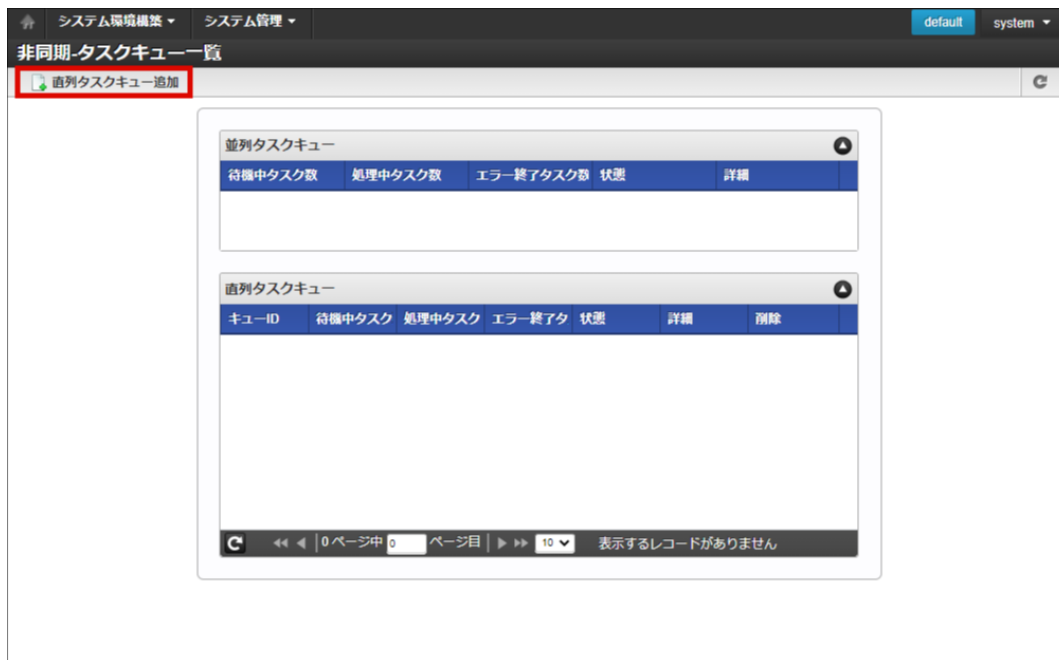 システム環境構築 システム管理 default system
非同期-タスクキュー一覧
直列タスクキュー追加
並列タスクキュー
待機中タスク数 処理中タスク数 エラー終了タスク数 状態 詳細
直列タスクキュー
キューID 待機中タスク 処理中タスク エラー終了タ 状態 詳細 削除
0 ページ中 0 ページ目 10 表示するレコードがありません